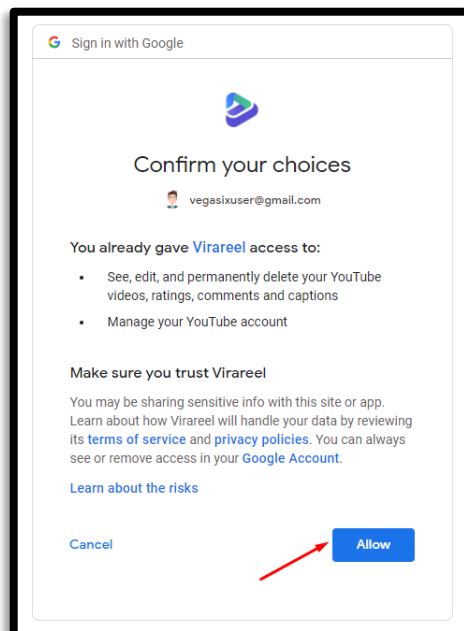 Sign in with Google
Confirm your choices
vegasixuser@gmail.com
You already gave Virareel access to:
• See, edit, and permanently delete your YouTube
videos, ratings, comments and captions
• Manage your YouTube account
Make sure you trust Virareel
You may be sharing sensitive info with this site or app.
Learn about how Virareel will handle your data by reviewing
its terms of service and privacy policies. You can always
see or remove access in your Google Account.
Learn about the risks
Cancel
Allow